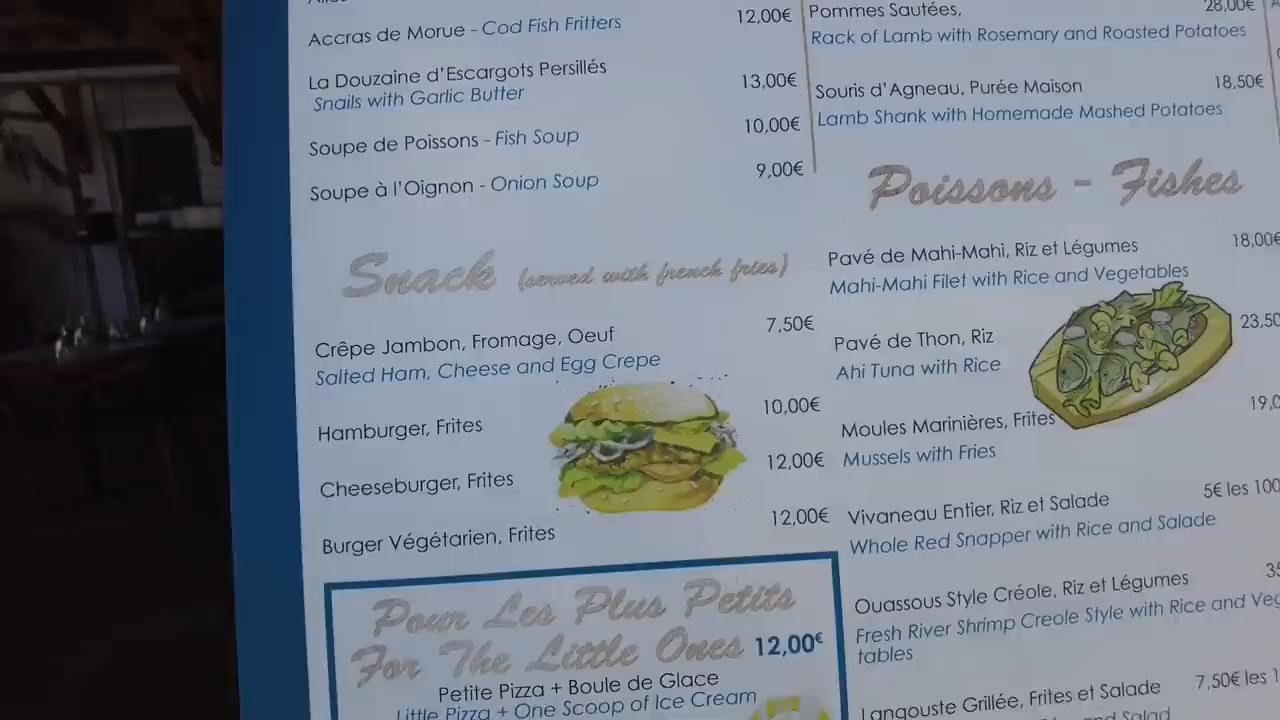 Accras de Morue - Cod Fish Fritters 12,00€
La Douzaine d'Escargots Persillés 13,00€
Snails with Garlic Butter
Soupe de Poissons - Fish Soup 10,00€
Soupe à l'Oignon - Onion Soup 9,00€
Snack (served with french fries)
Crêpe Jambon, Fromage, Oeuf 7,50€
Salted Ham, Cheese and Egg Crepe
Hamburger, Frites 10,00€
Cheeseburger, Frites 12,00€
Burger Végétarien, Frites 12,00€
Pour Les Plus Petits
For The Little Ones 12,00€
Petite Pizza + Boule de Glace
Little Pizza + One Scoop of Ice Cream
Pommes Sautées, 28,00€
Rack of Lamb with Rosemary and Roasted Potatoes
Souris d'Agneau, Purée Maison 18,50€
Lamb Shank with Homemade Mashed Potatoes
Poissons - Fishes
Pavé de Mahi-Mahi, Riz et Légumes 18,00€
Mahi-Mahi Filet with Rice and Vegetables
Pavé de Thon, Riz 23,50
Ahi Tuna with Rice
Moules Marinières, Frites 19,0
Mussels with Fries
Vivaneau Entier, Riz et Salade 5€ les 100
Whole Red Snapper with Rice and Salade
Ouassous Style Créole, Riz et Légumes 35
Fresh River Shrimp Creole Style with Rice and Veg
tables
Langouste Grillée, Frites et Salade 7,50€ les 1
and Salad